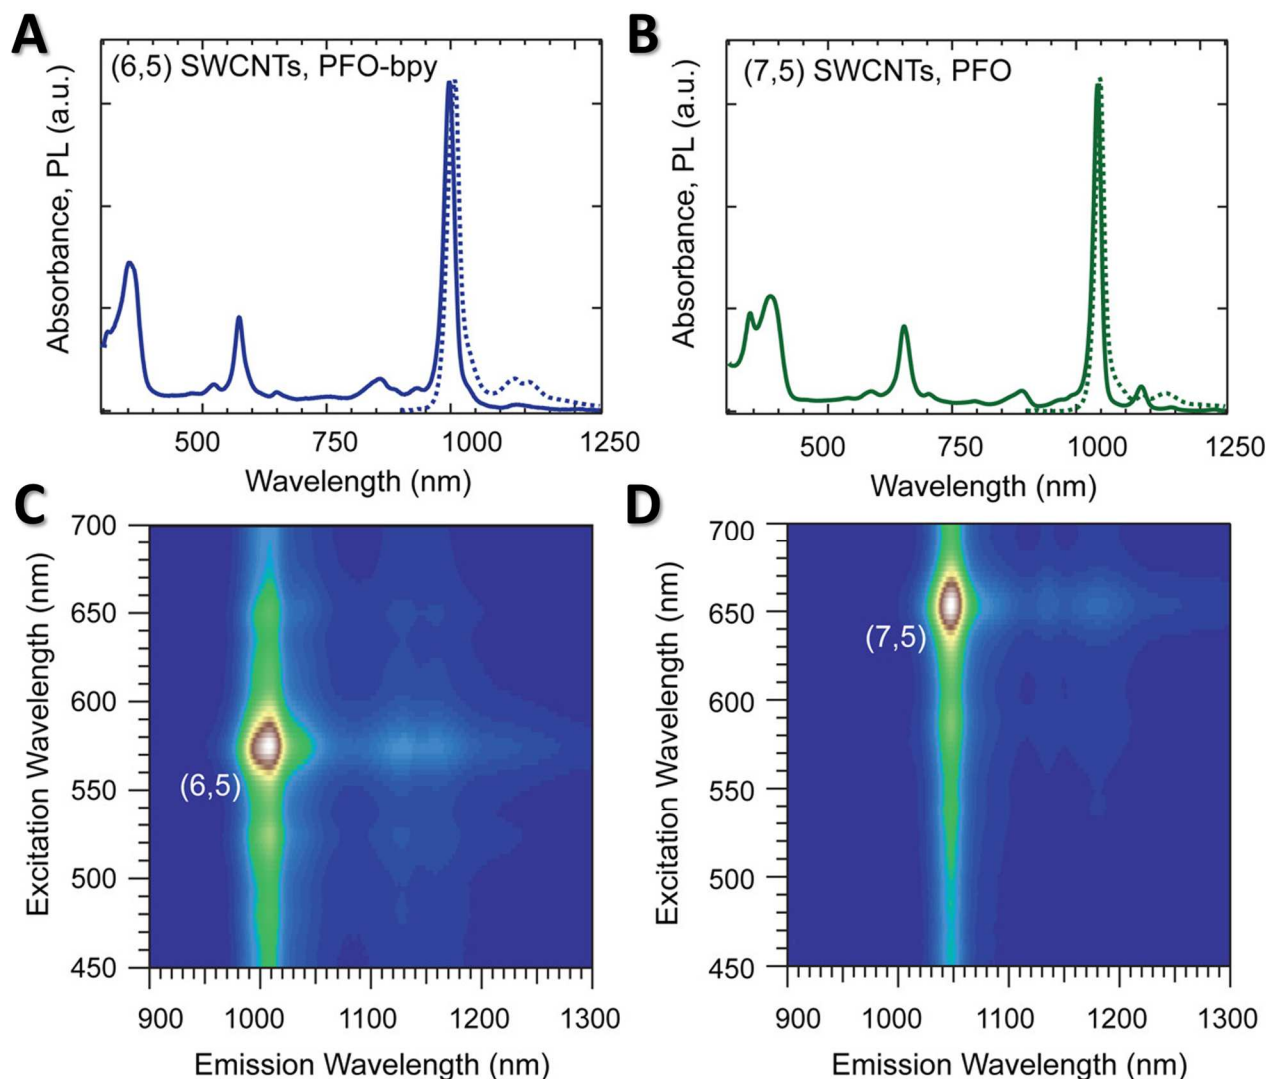 A
(6,5) SWCNTs, PFO-bpy
Absorbance, PL (a.u.)
500
750
1000
1250
Wavelength (nm)
B
(7,5) SWCNTs, PFO
Absorbance, PL (a.u.)
500
750
1000
1250
Wavelength (nm)
C
700
650
600
550
500
450
Excitation Wavelength (nm)
(6,5)
900
1000
1100
1200
1300
Emission Wavelength (nm)
D
700
650
600
550
500
450
Excitation Wavelength (nm)
(7,5)
900
1000
1100
1200
1300
Emission Wavelength (nm)